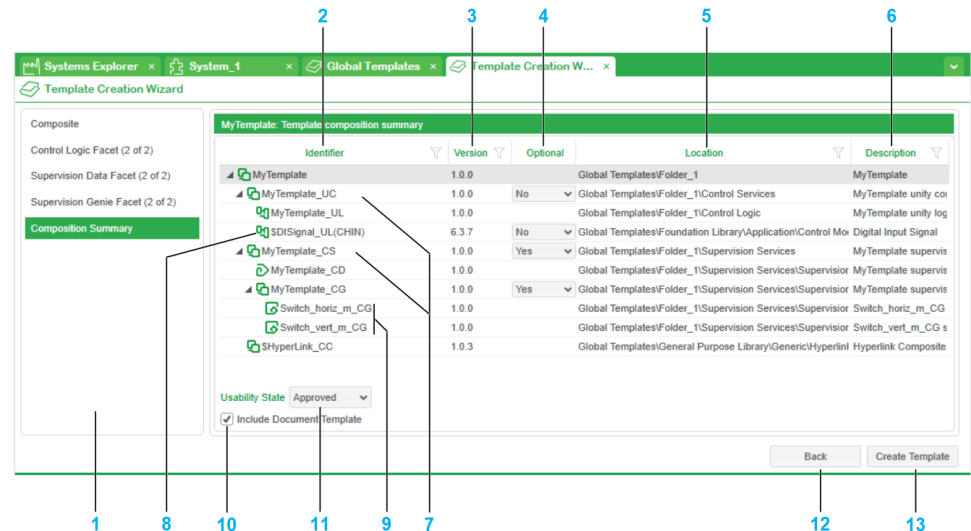 2 3 4 5 6
Systems Explorer × System_1 × Global Templates × Template Creation W... ×
Template Creation Wizard
Composite
Control Logic Facet (2 of 2)
Supervision Data Facet (2 of 2)
Supervision Genie Facet (2 of 2)
Composition Summary
MyTemplate: Template composition summary
Identifier Version Optional Location Description
MyTemplate 1.0.0 Global Templates\Folder_1 MyTemplate
MyTemplate_UC 1.0.0 No Global Templates\Folder_1\Control Services MyTemplate unity con
MyTemplate_UL 1.0.0 Global Templates\Folder_1\Control Logic MyTemplate unity log
$DISignal_UL(CHIN) 6.3.7 No Global Templates\Foundation Library\Application\Control Mo Digital Input Signal
MyTemplate_CS 1.0.0 Yes Global Templates\Folder_1\Supervision Services MyTemplate supervis
MyTemplate_CD 1.0.0 Global Templates\Folder_1\Supervision Services\Supervision MyTemplate supervis
MyTemplate_CG 1.0.0 Yes Global Templates\Folder_1\Supervision Services\Supervision MyTemplate supervis
Switch_horiz_m_CG 1.0.0 Global Templates\Folder_1\Supervision Services\Supervision Switch_horiz_m_CG
Switch_vert_m_CG 1.0.0 Global Templates\Folder_1\Supervision Services\Supervision Switch_vert_m_CG s
$HyperLink_CC 1.0.3 Global Templates\General Purpose Library\Generic\Hyperlin Hyperlink Composite
Usability State Approved
Include Document Template
Back Create Template
1 8 10 11 9 7 12 13